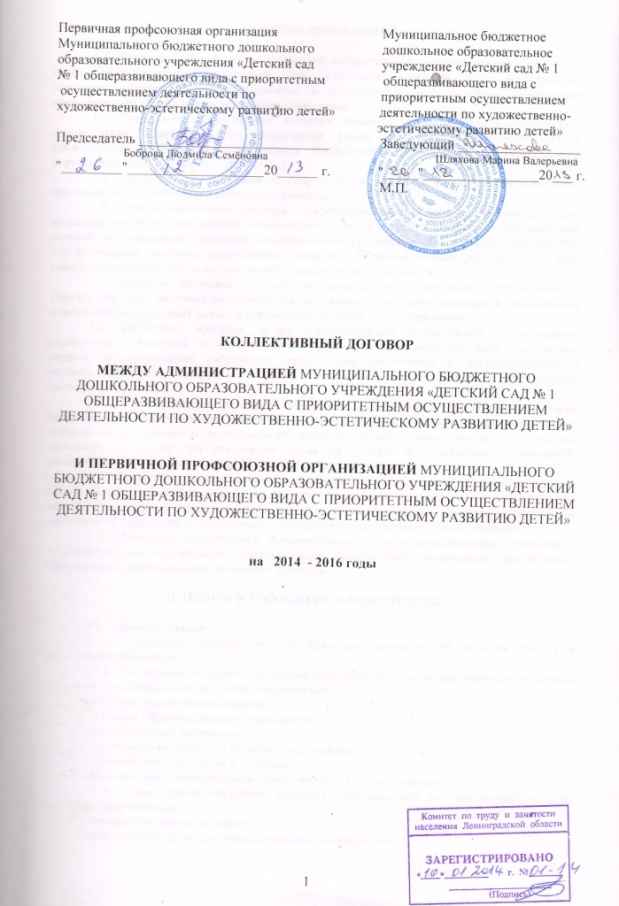 Первичная профсоюзная организация
Муниципального бюджетного дошкольного
образовательного учреждения «Детский сад
№ 1 общеразвивающего вида с приоритетным
осуществлением деятельности по
художественно-эстетическому развитию детей»
Председатель
Боброва Людмила Семёновна
" 26 " 12 2013 г.
Муниципальное бюджетное
дошкольное образовательное
учреждение «Детский сад № 1
общеразвивающего вида с
приоритетным осуществлением
деятельности по художественно-
эстетическому развитию детей»
Заведующий
Шляхова Марина Валерьевна
" 26 " 12 2013 г.
М.П.
КОЛЛЕКТИВНЫЙ ДОГОВОР
МЕЖДУ АДМИНИСТРАЦИЕЙ МУНИЦИПАЛЬНОГО БЮДЖЕТНОГО
ДОШКОЛЬНОГО ОБРАЗОВАТЕЛЬНОГО УЧРЕЖДЕНИЯ «ДЕТСКИЙ САД № 1
ОБЩЕРАЗВИВАЮЩЕГО ВИДА С ПРИОРИТЕТНЫМ ОСУЩЕСТВЛЕНИЕМ
ДЕЯТЕЛЬНОСТИ ПО ХУДОЖЕСТВЕННО-ЭСТЕТИЧЕСКОМУ РАЗВИТИЮ ДЕТЕЙ»
И ПЕРВИЧНОЙ ПРОФСОЮЗНОЙ ОРГАНИЗАЦИЕЙ МУНИЦИПАЛЬНОГО
БЮДЖЕТНОГО ДОШКОЛЬНОГО ОБРАЗОВАТЕЛЬНОГО УЧРЕЖДЕНИЯ «ДЕТСКИЙ
САД № 1 ОБЩЕРАЗВИВАЮЩЕГО ВИДА С ПРИОРИТЕТНЫМ ОСУЩЕСТВЛЕНИЕМ
ДЕЯТЕЛЬНОСТИ ПО ХУДОЖЕСТВЕННО-ЭСТЕТИЧЕСКОМУ РАЗВИТИЮ ДЕТЕЙ»
на 2014 - 2016 годы
Комитет по труду и занятости
населения Ленинградской области
ЗАРЕГИСТРИРОВАНО
"10" 01 2014 г. № 01-14
(Подпись)
1